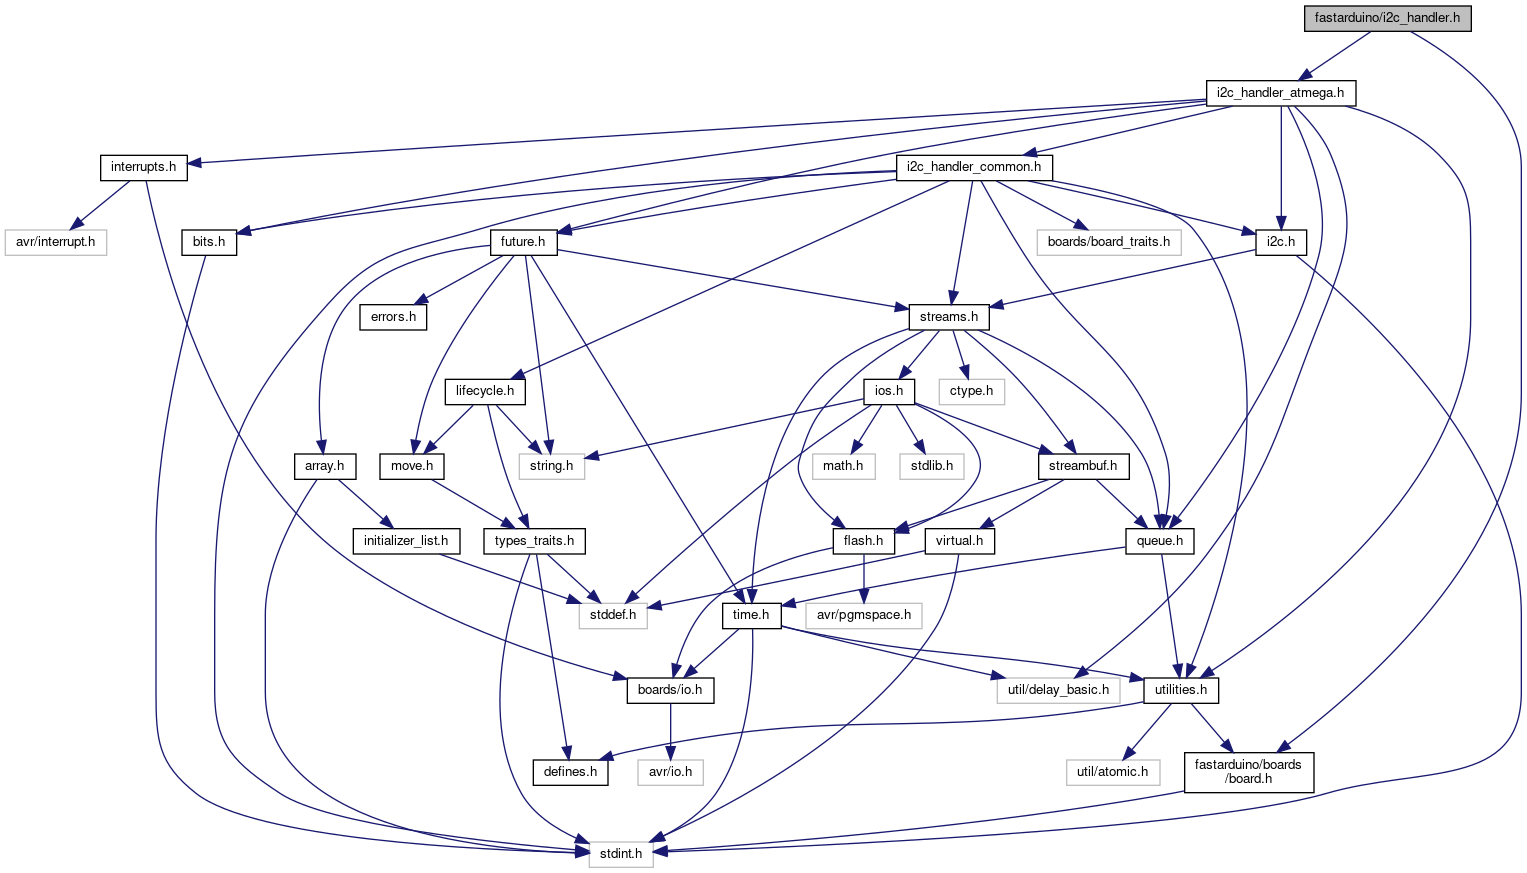 fastarduino/i2c_handler.h
i2c_handler_atmega.h
interrupts.h
i2c_handler_common.h
avr/interrupt.h
bits.h
future.h
boards/board_traits.h
i2c.h
errors.h
streams.h
lifecycle.h
ios.h
ctype.h
array.h
move.h
string.h
math.h
stdlib.h
streambuf.h
initializer_list.h
types_traits.h
flash.h
virtual.h
queue.h
stddef.h
time.h
avr/pgmspace.h
boards/io.h
util/delay_basic.h
utilities.h
defines.h
avr/io.h
util/atomic.h
fastarduino/boards
/board.h
stdint.h